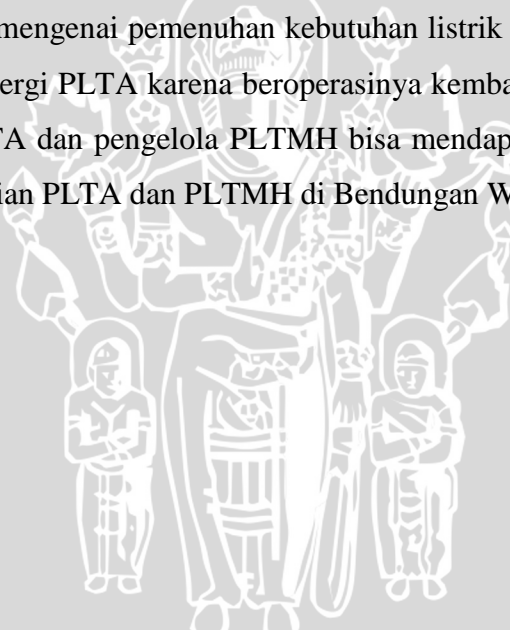 mengenai pemenuhan kebutuhan listrik
ergi PLTA karena beroperasinya kemba
TA dan pengelola PLTMH bisa mendap
ian PLTA dan PLTMH di Bendungan W